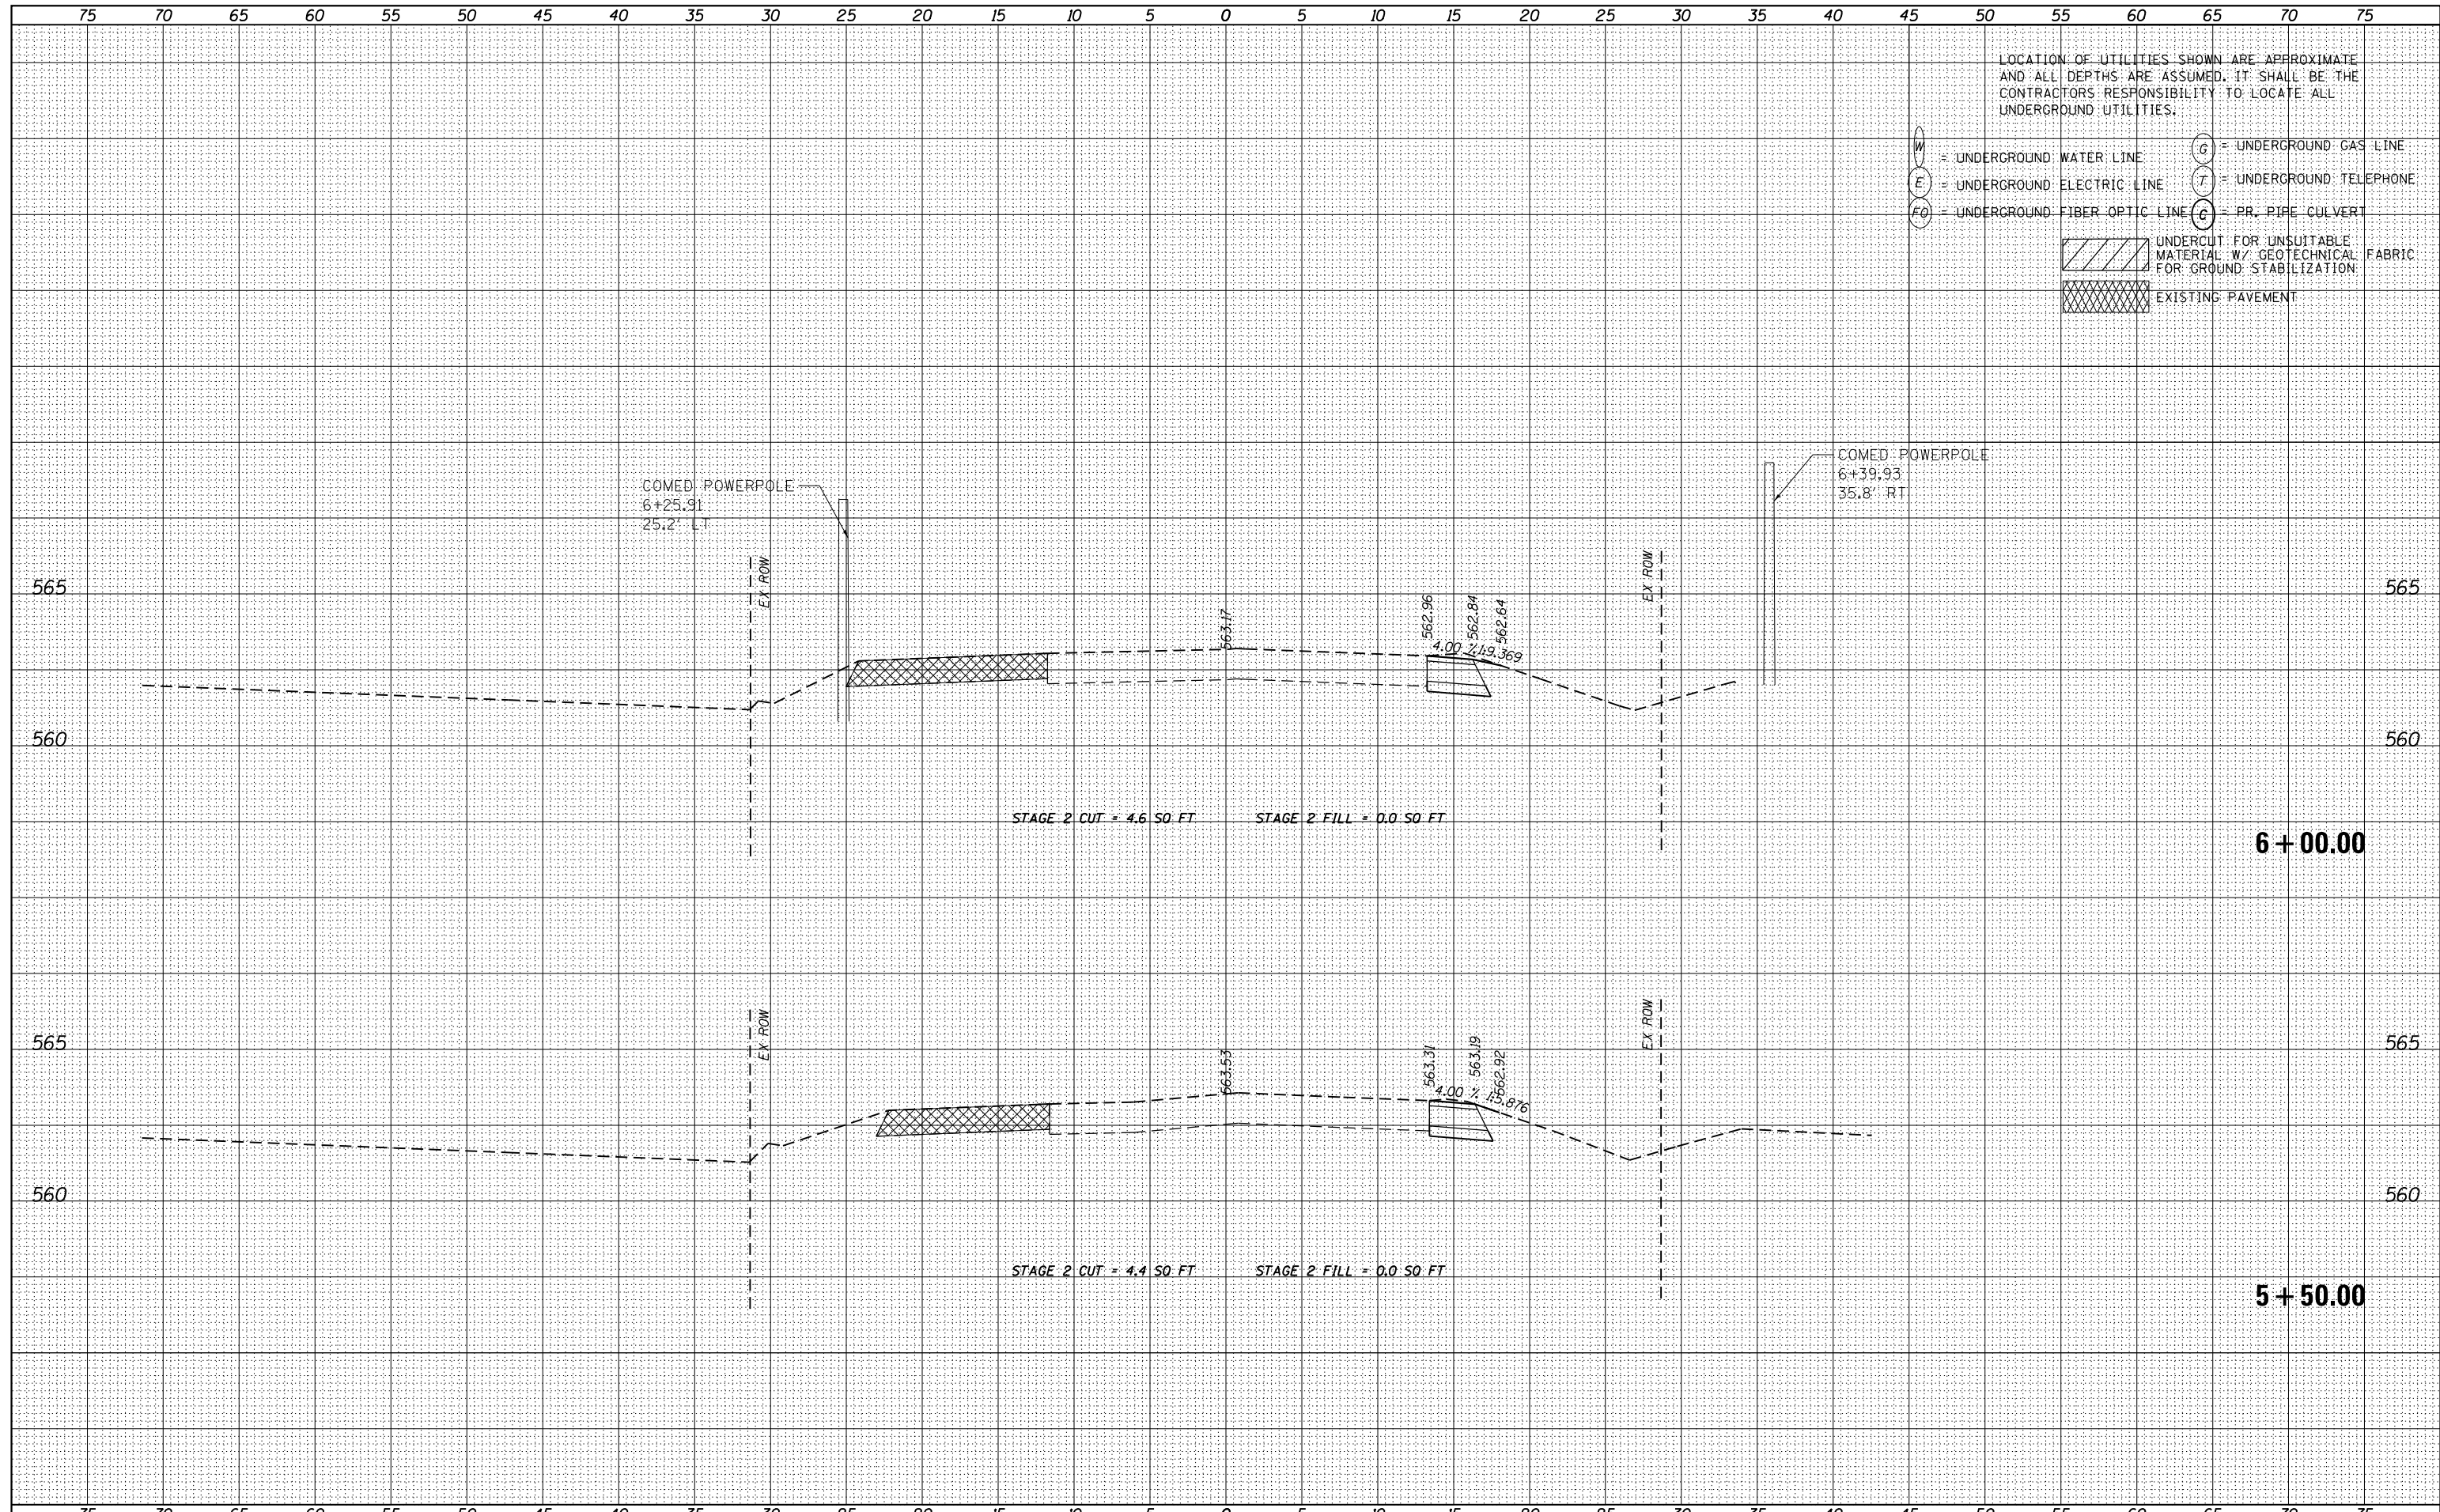 75 70 65 60 55 50 45 40 35 30 25 20 15 10 5 0 5 10 15 20 25 30 35 40 45 50 55 60 65 70 75
LOCATION OF UTILITIES SHOWN ARE APPROXIMATE
AND ALL DEPTHS ARE ASSUMED. IT SHALL BE THE
CONTRACTORS RESPONSIBILITY TO LOCATE ALL
UNDERGROUND UTILITIES.
W = UNDERGROUND WATER LINE
G = UNDERGROUND GAS LINE
E = UNDERGROUND ELECTRIC LINE
T = UNDERGROUND TELEPHONE
FO = UNDERGROUND FIBER OPTIC LINE
C = PR. PIPE CULVERT
UNDERCUT FOR UNSUITABLE
MATERIAL W/ GEOTECHNICAL FABRIC
FOR GROUND STABILIZATION
EXISTING PAVEMENT
COMED POWERPOLE
6+25.91
25.2' LT
COMED POWERPOLE
6+39.93
35.8' RT
565
EX ROW
563.17
562.96
562.84
562.64
4.00 % 1:9.369
EX ROW
565
560
560
STAGE 2 CUT = 4.6 SQ FT
STAGE 2 FILL = 0.0 SQ FT
6+00.00
565
EX ROW
563.53
563.31
563.19
562.92
4.00 % 1:5.876
EX ROW
565
560
560
STAGE 2 CUT = 4.4 SQ FT
STAGE 2 FILL = 0.0 SQ FT
5+50.00
75 70 65 60 55 50 45 40 35 30 25 20 15 10 5 0 5 10 15 20 25 30 35 40 45 50 55 60 65 70 75